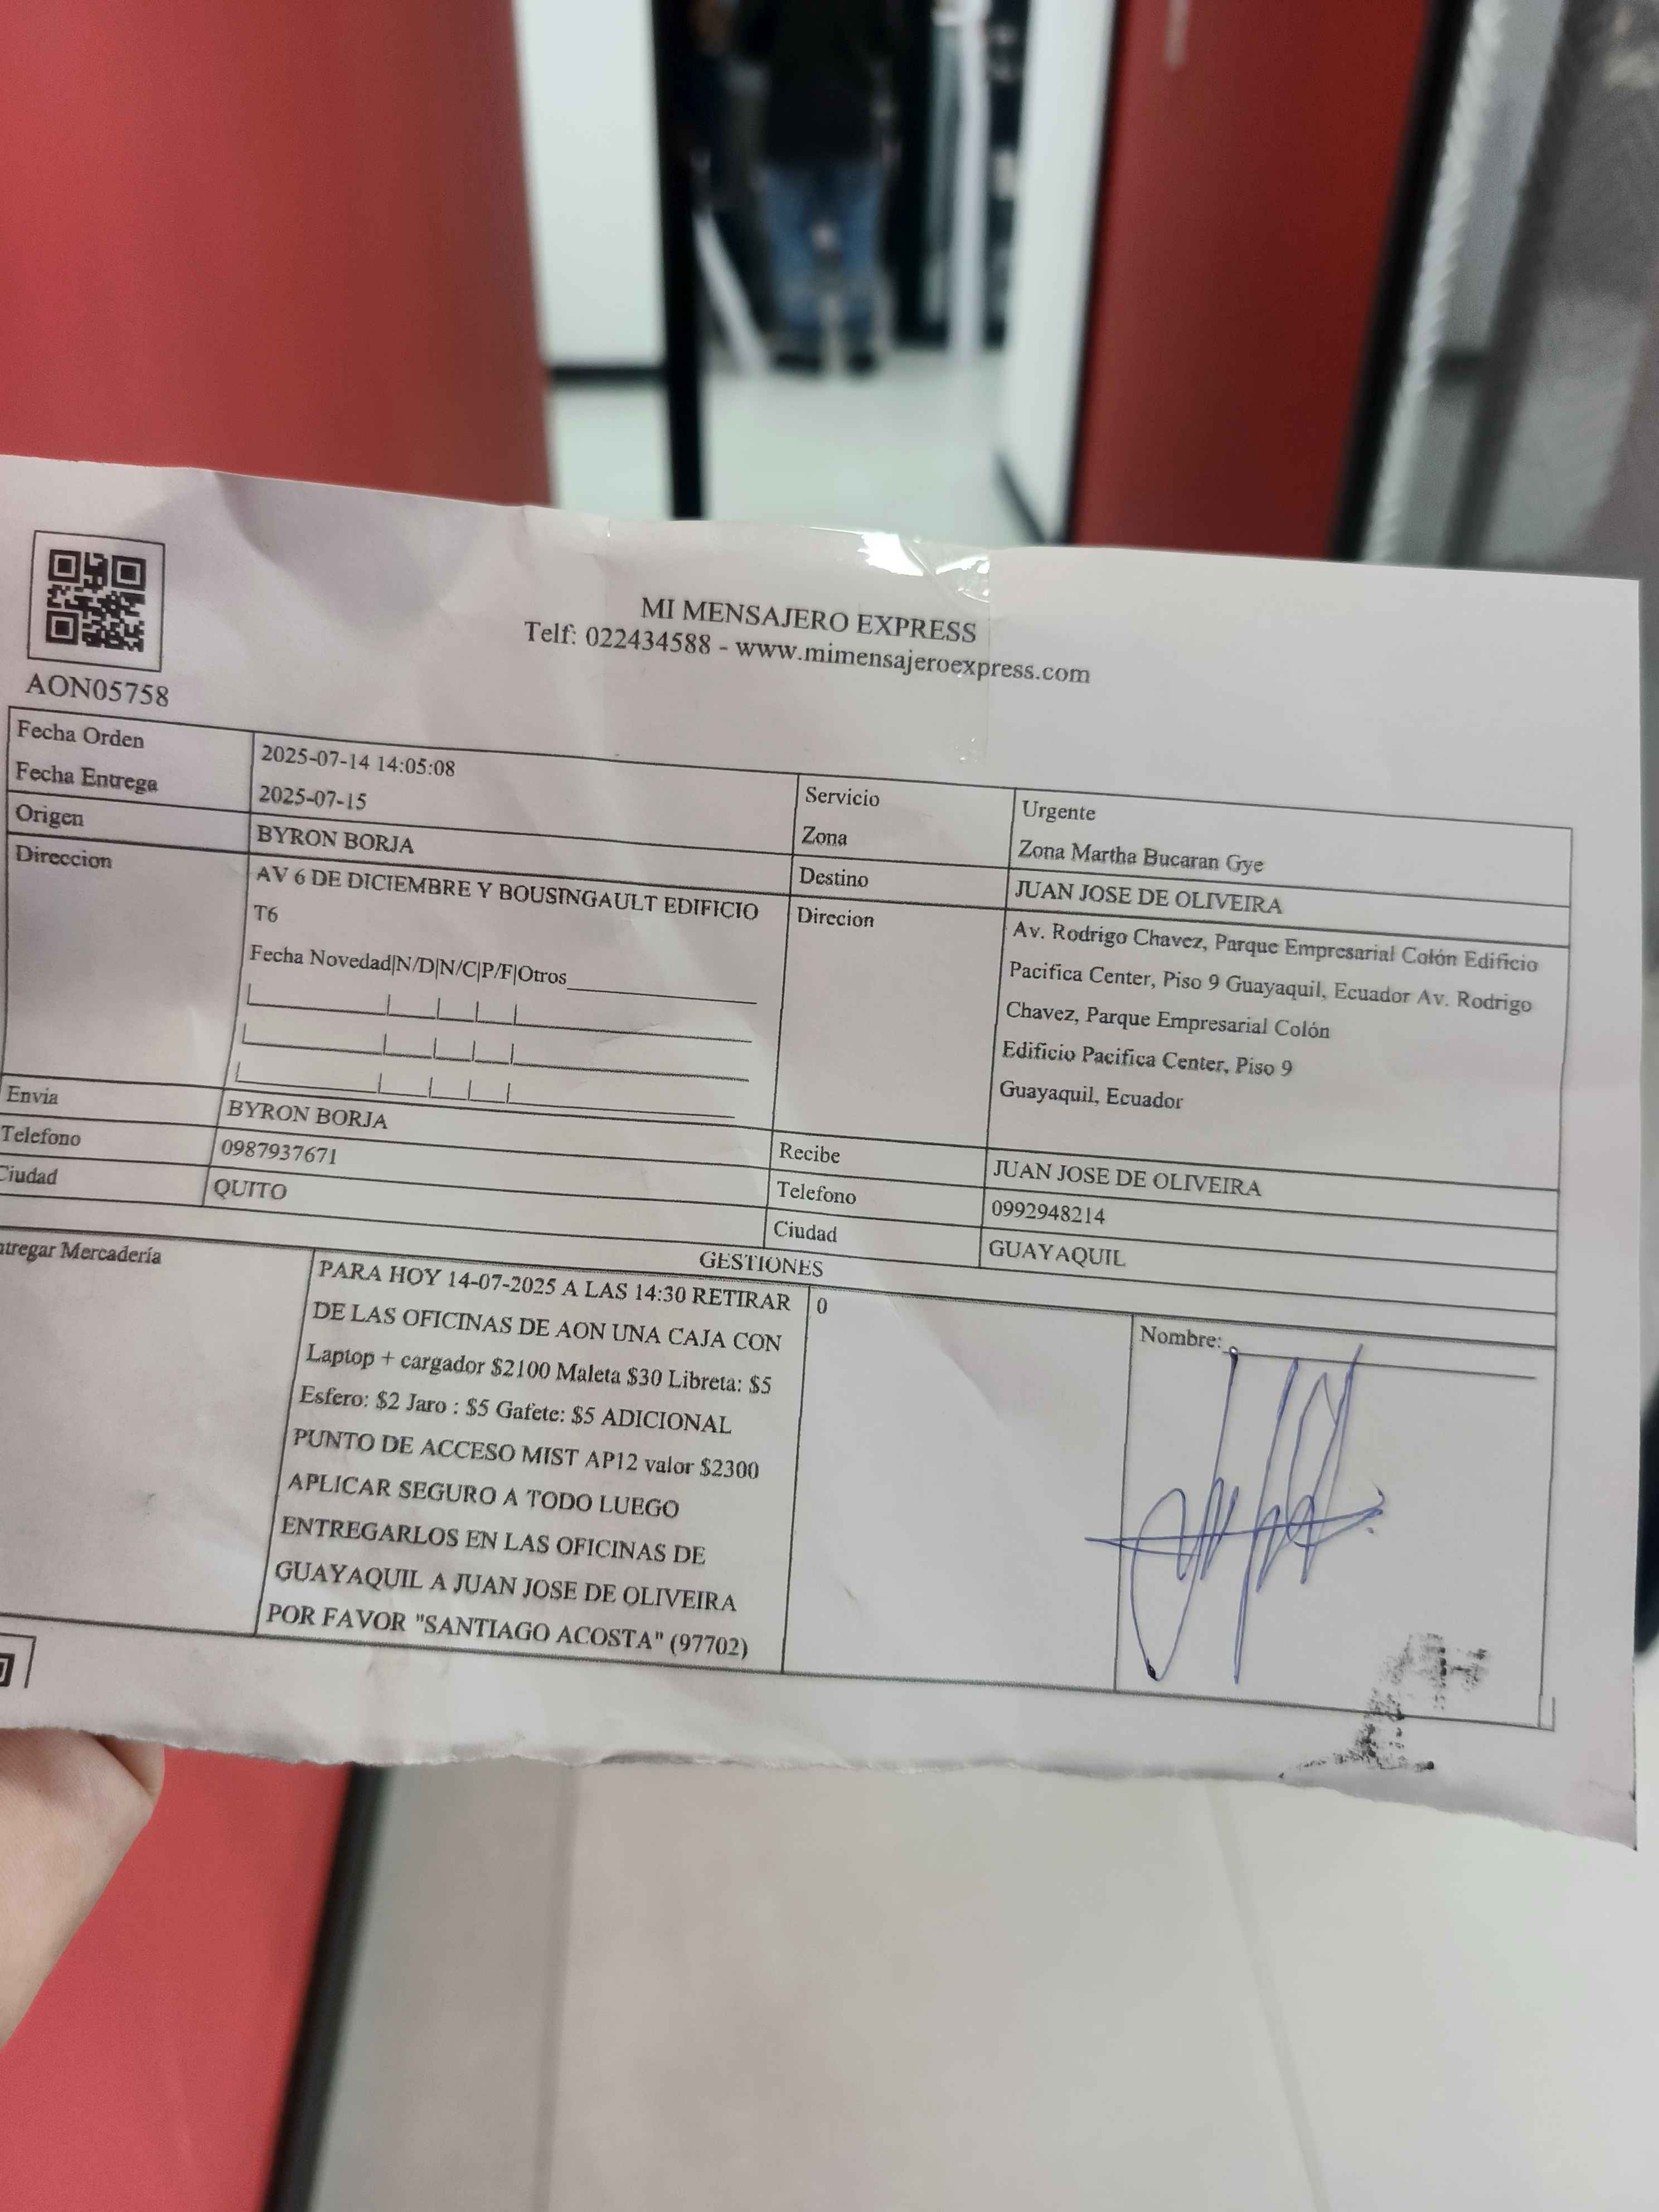 MI MENSAJERO EXPRESS
Telf: 022434588 - www.mimensajeroexpress.com
AON05758
Fecha Orden 2025-07-14 14:05:08 Servicio Urgente
Fecha Entrega 2025-07-15 Zona Zona Martha Bucaran Gye
Origen BYRON BORJA Destino JUAN JOSE DE OLIVEIRA
Direccion AV 6 DE DICIEMBRE Y BOUSINGAULT EDIFICIO
T6
Fecha Novedad|N/D|N/C|P/F|Otros
Direcion Av. Rodrigo Chavez, Parque Empresarial Colón Edificio
Pacifica Center, Piso 9 Guayaquil, Ecuador Av. Rodrigo
Chavez, Parque Empresarial Colón
Edificio Pacifica Center, Piso 9
Guayaquil, Ecuador
Envia BYRON BORJA Recibe JUAN JOSE DE OLIVEIRA
Telefono 0987937671 Telefono 0992948214
Ciudad QUITO Ciudad GUAYAQUIL
GESTIONES
ntregar Mercadería
PARA HOY 14-07-2025 A LAS 14:30 RETIRAR
DE LAS OFICINAS DE AON UNA CAJA CON
Laptop + cargador $2100 Maleta $30 Libreta: $5
Esfero: $2 Jaro : $5 Gafete: $5 ADICIONAL
PUNTO DE ACCESO MIST AP12 valor $2300
APLICAR SEGURO A TODO LUEGO
ENTREGARLOS EN LAS OFICINAS DE
GUAYAQUIL A JUAN JOSE DE OLIVEIRA
POR FAVOR "SANTIAGO ACOSTA" (97702)
0
Nombre: